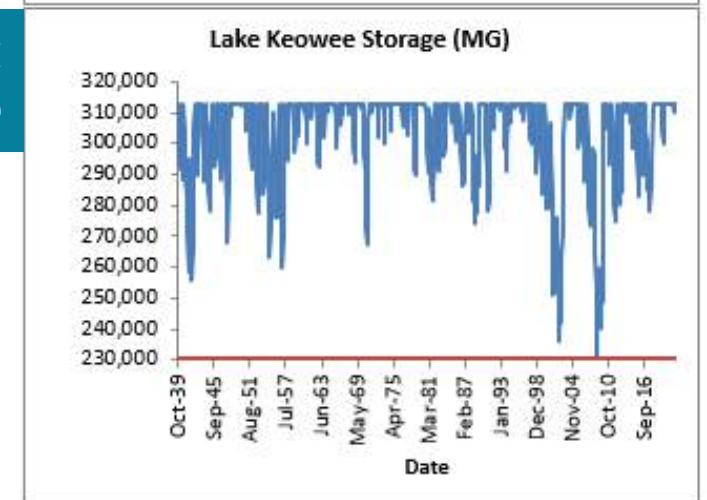 Lake Keowee Storage (MG)
320,000
310,000
300,000
290,000
280,000
270,000
260,000
250,000
240,000
230,000
Oct-39
Sep-45
Aug-51
Jul-57
Jun-63
May-69
Apr-75
Mar-81
Feb-87
Jan-93
Dec-98
Nov-04
Oct-10
Sep-16
Date